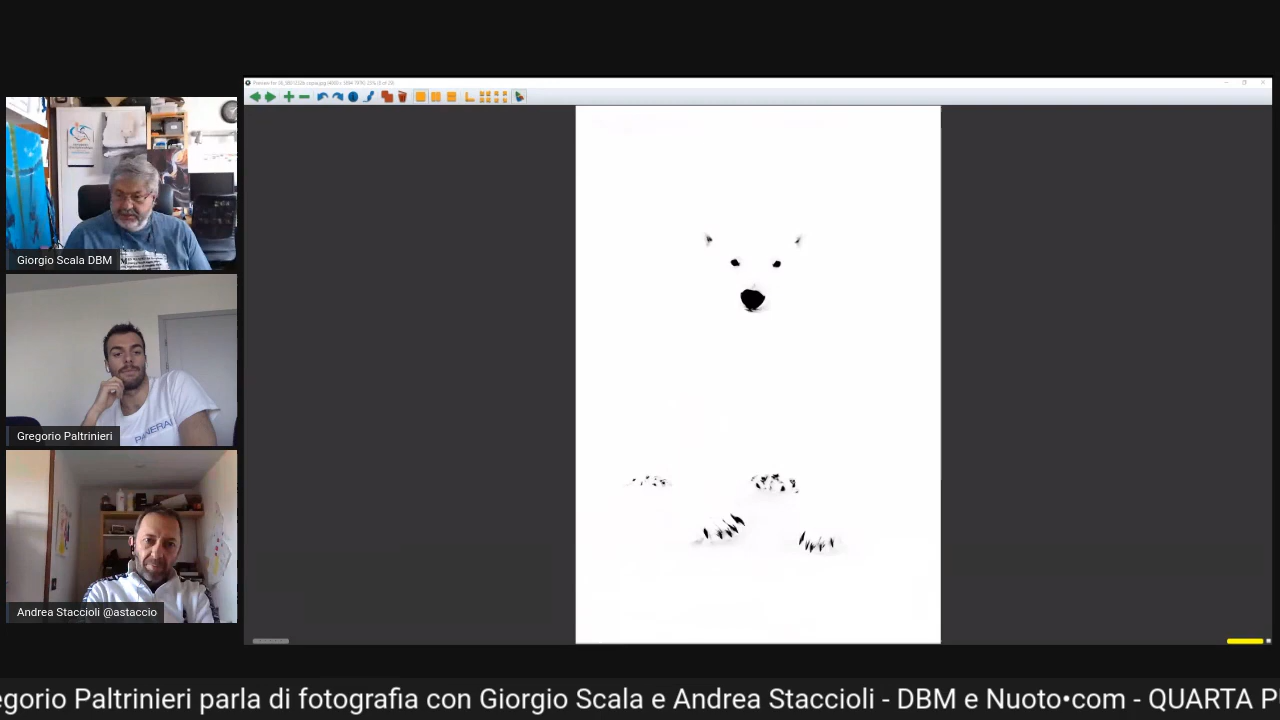 Giorgio Scala DBM
Gregorio Paltrinieri
Andrea Staccioli @astaccio
egorio Paltrinieri parla di fotografia con Giorgio Scala e Andrea Staccioli - DBM e Nuoto•com - QUARTA P